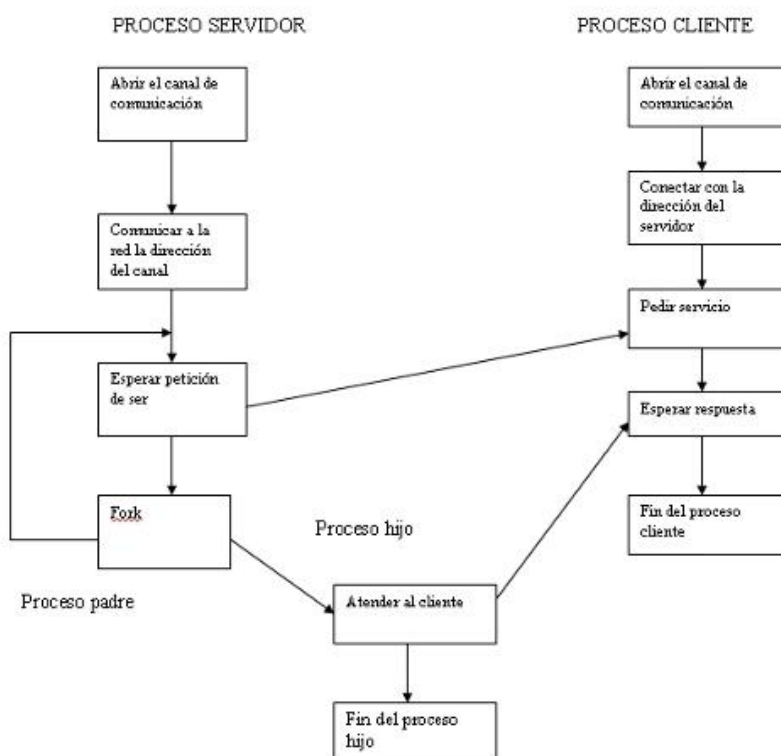 PROCESO SERVIDOR
PROCESO CLIENTE
Abrir el canal de
comunicación
Abrir el canal de
comunicación
Comunicar a la
red la dirección
del canal
Conectar con la
dirección del
servidor
Pedir servicio
Esperar petición
de ser
Esperar respuesta
Fork
Proceso hijo
Fin del proceso
cliente
Proceso padre
Atender al cliente
Fin del proceso
hijo